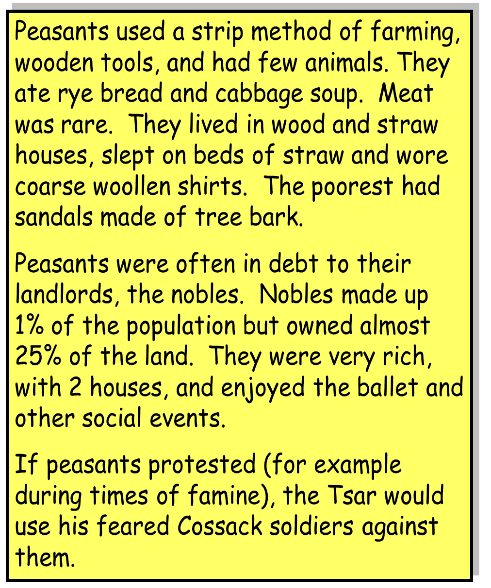 Peasants used a strip method of farming,
wooden tools, and had few animals. They
ate rye bread and cabbage soup.  Meat
was rare.  They lived in wood and straw
houses, slept on beds of straw and wore
coarse woollen shirts.  The poorest had
sandals made of tree bark.
Peasants were often in debt to their
landlords, the nobles.  Nobles made up
1% of the population but owned almost
25% of the land.  They were very rich,
with 2 houses, and enjoyed the ballet and
other social events.
If peasants protested (for example
during times of famine), the Tsar would
use his feared Cossack soldiers against
them.